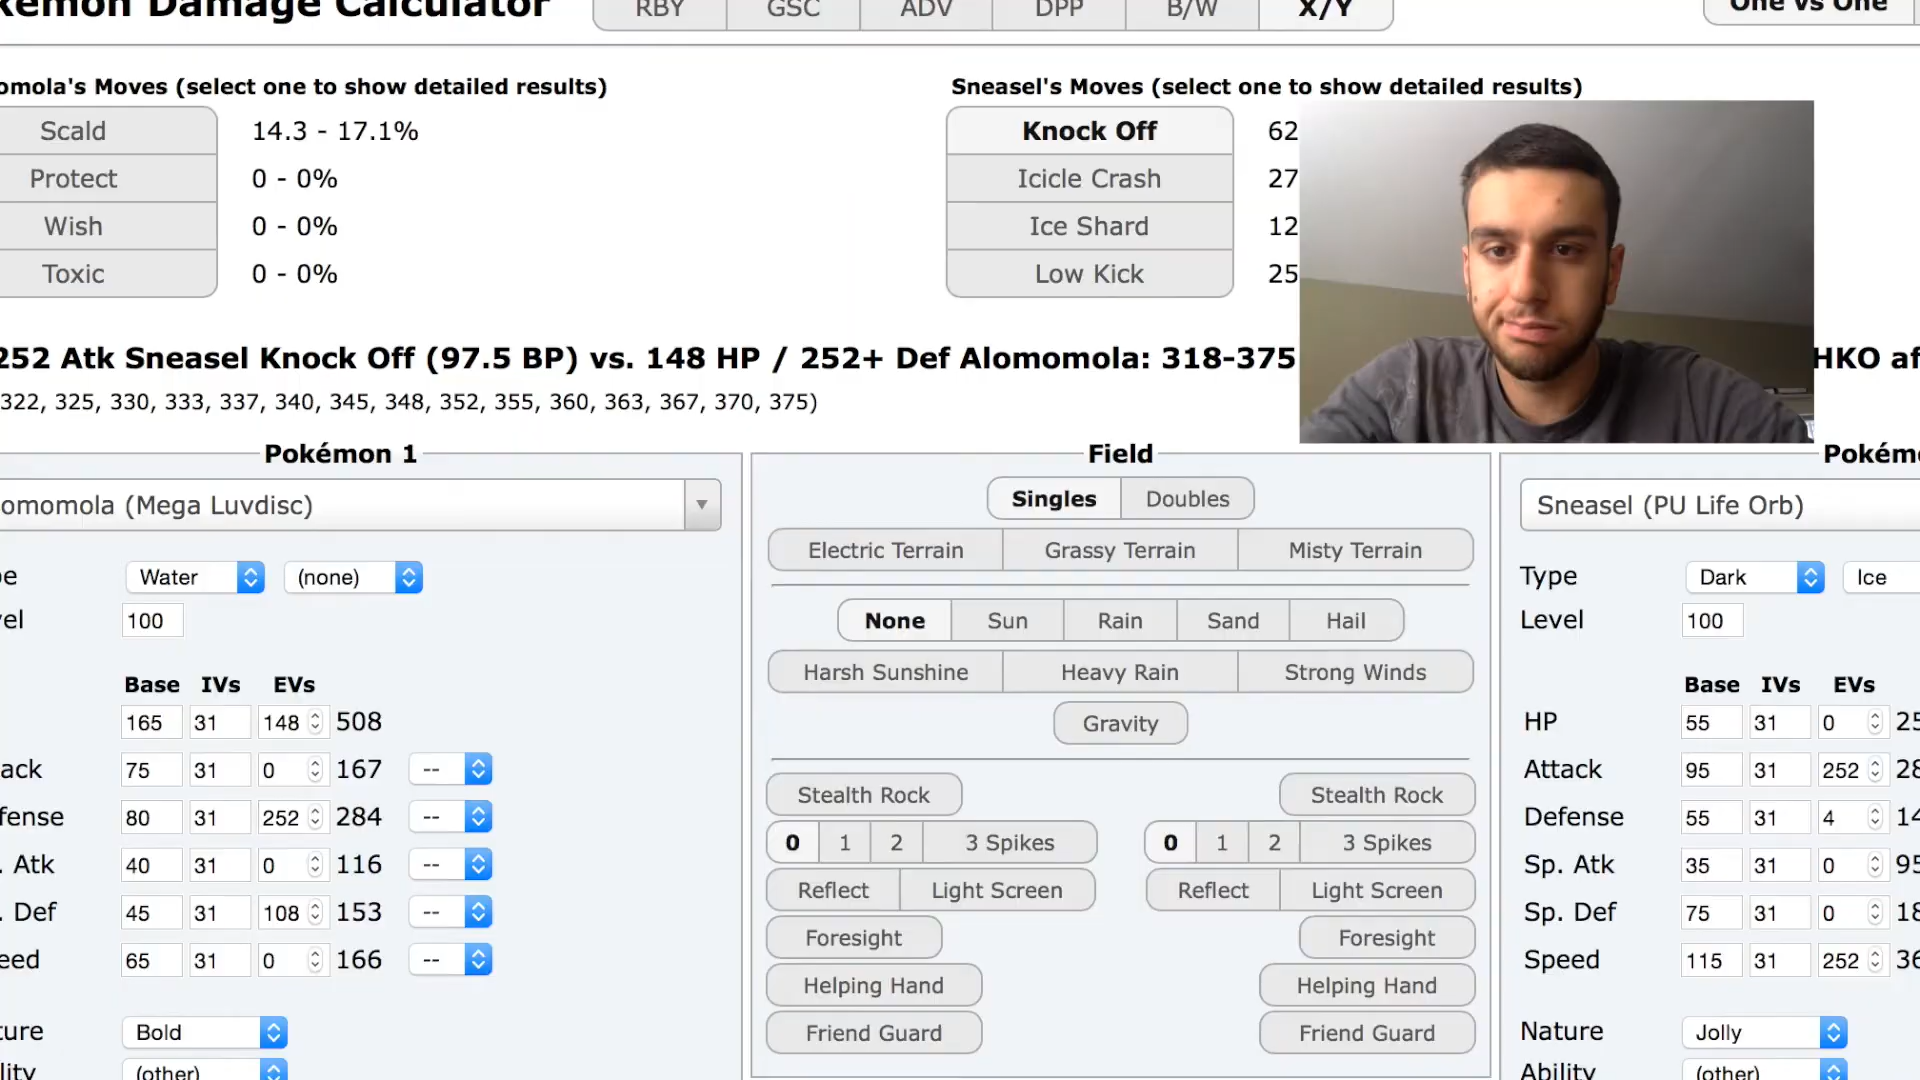 kemon Damage Calculator RBY GSC ADV DPP B/W X/Y One vs One
omola's Moves (select one to show detailed results) Sneasel's Moves (select one to show detailed results)
Scald 14.3 - 17.1% Knock Off 62
Protect 0 - 0% Icicle Crash 27
Wish 0 - 0% Ice Shard 12
Toxic 0 - 0% Low Kick 25
252 Atk Sneasel Knock Off (97.5 BP) vs. 148 HP / 252+ Def Alomomola: 318-375 HKO af
322, 325, 330, 333, 337, 340, 345, 348, 352, 355, 360, 363, 367, 370, 375)
Pokémon 1 Field Pokém
omomola (Mega Luvdisc) Singles Doubles Sneasel (PU Life Orb)
Electric Terrain Grassy Terrain Misty Terrain
e Water (none) Type Dark Ice
el 100 None Sun Rain Sand Hail Level 100
Harsh Sunshine Heavy Rain Strong Winds
Base IVs EVs Base IVs EVs
165 31 148 508 Gravity HP 55 31 0 25
ack 75 31 0 167 -- Attack 95 31 252 28
Stealth Rock Stealth Rock
fense 80 31 252 284 -- Defense 55 31 4 14
0 1 2 3 Spikes 0 1 2 3 Spikes
. Atk 40 31 0 116 -- Sp. Atk 35 31 0 95
Reflect Light Screen Reflect Light Screen
. Def 45 31 108 153 -- Sp. Def 75 31 0 18
Foresight Foresight
eed 65 31 0 166 -- Speed 115 31 252 36
Helping Hand Helping Hand
ture Bold Friend Guard Friend Guard Nature Jolly
lity (other) Ability (other)